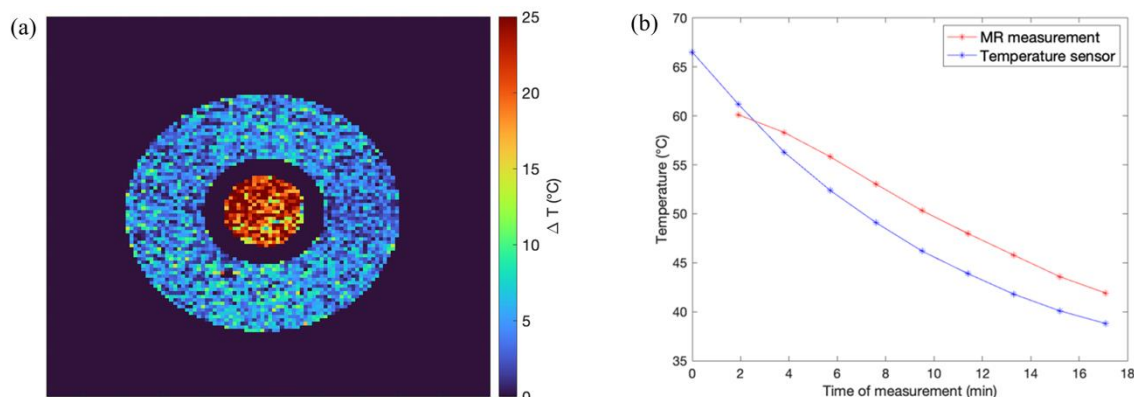 (a)
25
20
15
10
5
0
Δ T (°C)
(b)
70
65
60
55
50
45
40
35
Temperature (°C)
MR measurement
Temperature sensor
0 2 4 6 8 10 12 14 16 18
Time of measurement (min)